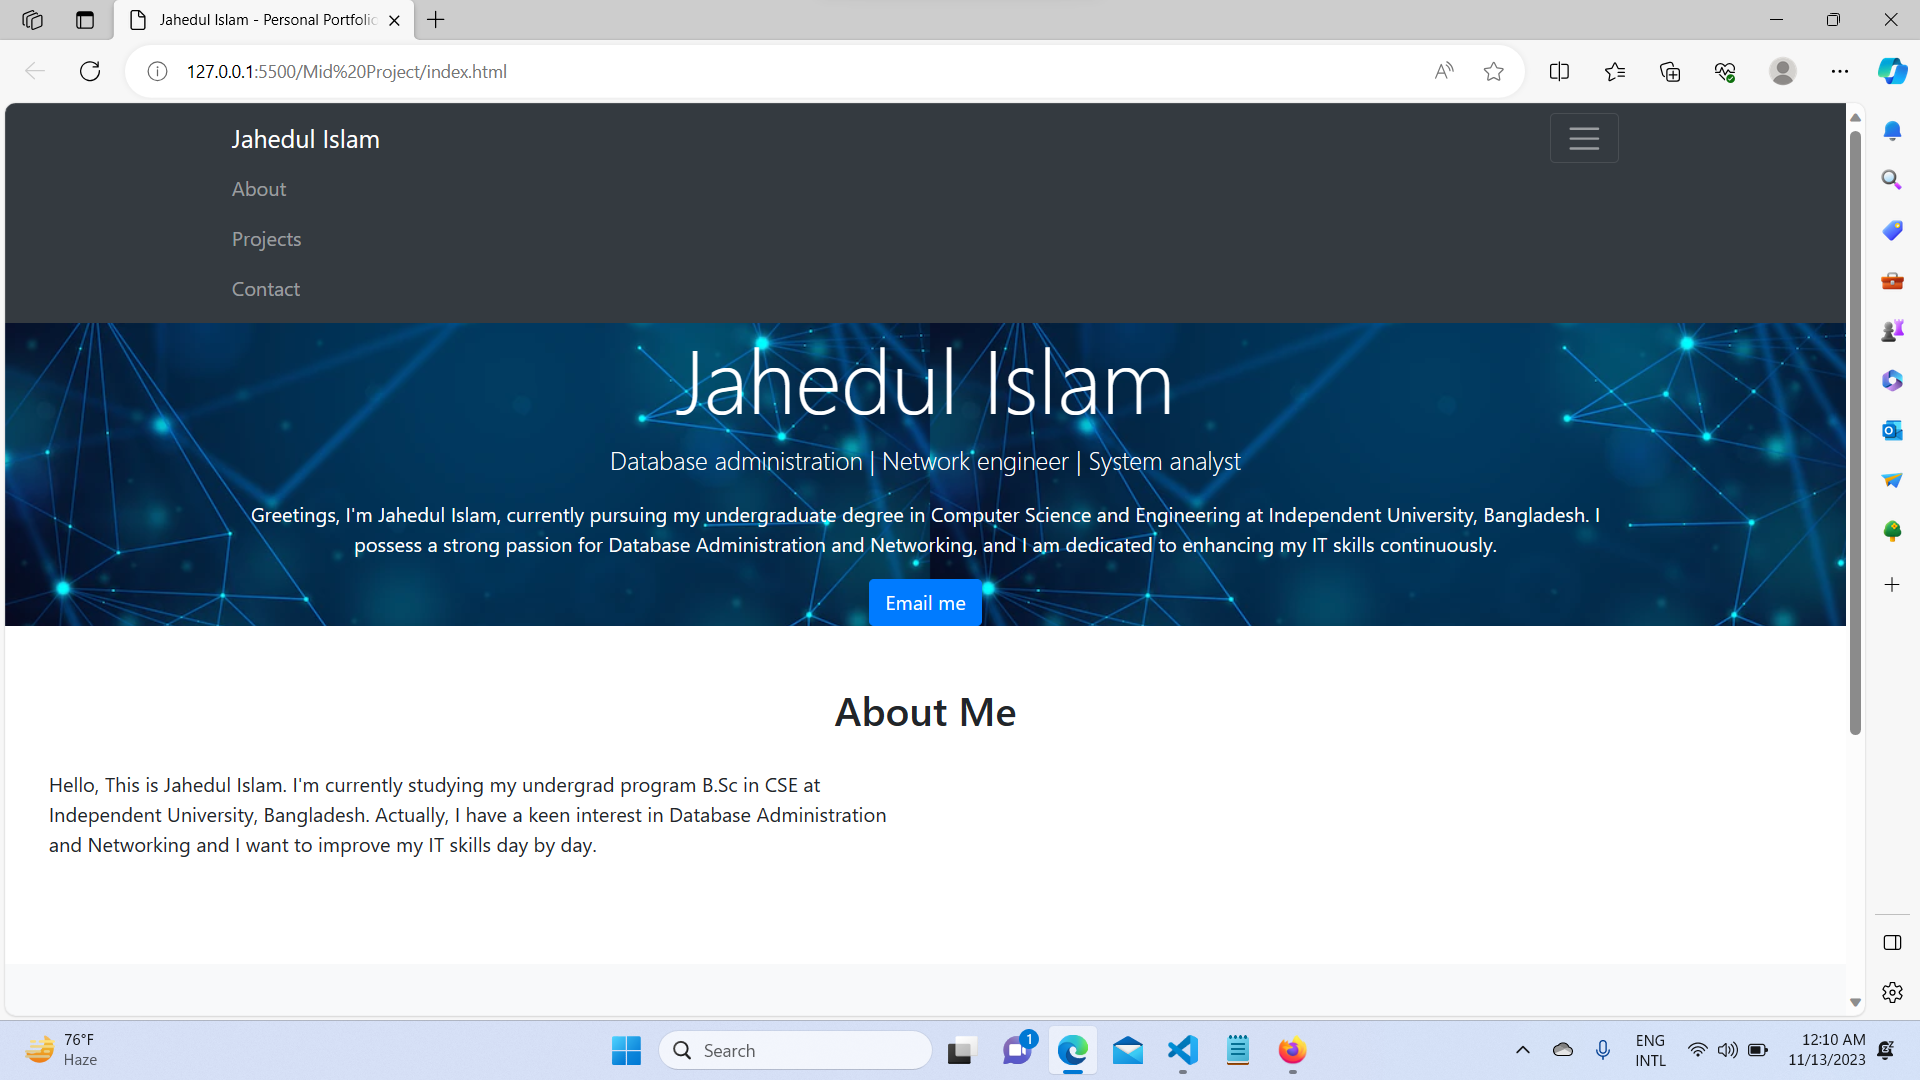 Jahedul Islam - Personal Portfolio
127.0.0.1:5500/Mid%20Project/index.html
Jahedul Islam
About
Projects
Contact
Jahedul Islam
Database administration | Network engineer | System analyst
Greetings, I'm Jahedul Islam, currently pursuing my undergraduate degree in Computer Science and Engineering at Independent University, Bangladesh. I
possess a strong passion for Database Administration and Networking, and I am dedicated to enhancing my IT skills continuously.
Email me
About Me
Hello, This is Jahedul Islam. I'm currently studying my undergrad program B.Sc in CSE at
Independent University, Bangladesh. Actually, I have a keen interest in Database Administration
and Networking and I want to improve my IT skills day by day.
76°F
Haze
Search
1
ENG
INTL
12:10 AM
11/13/2023